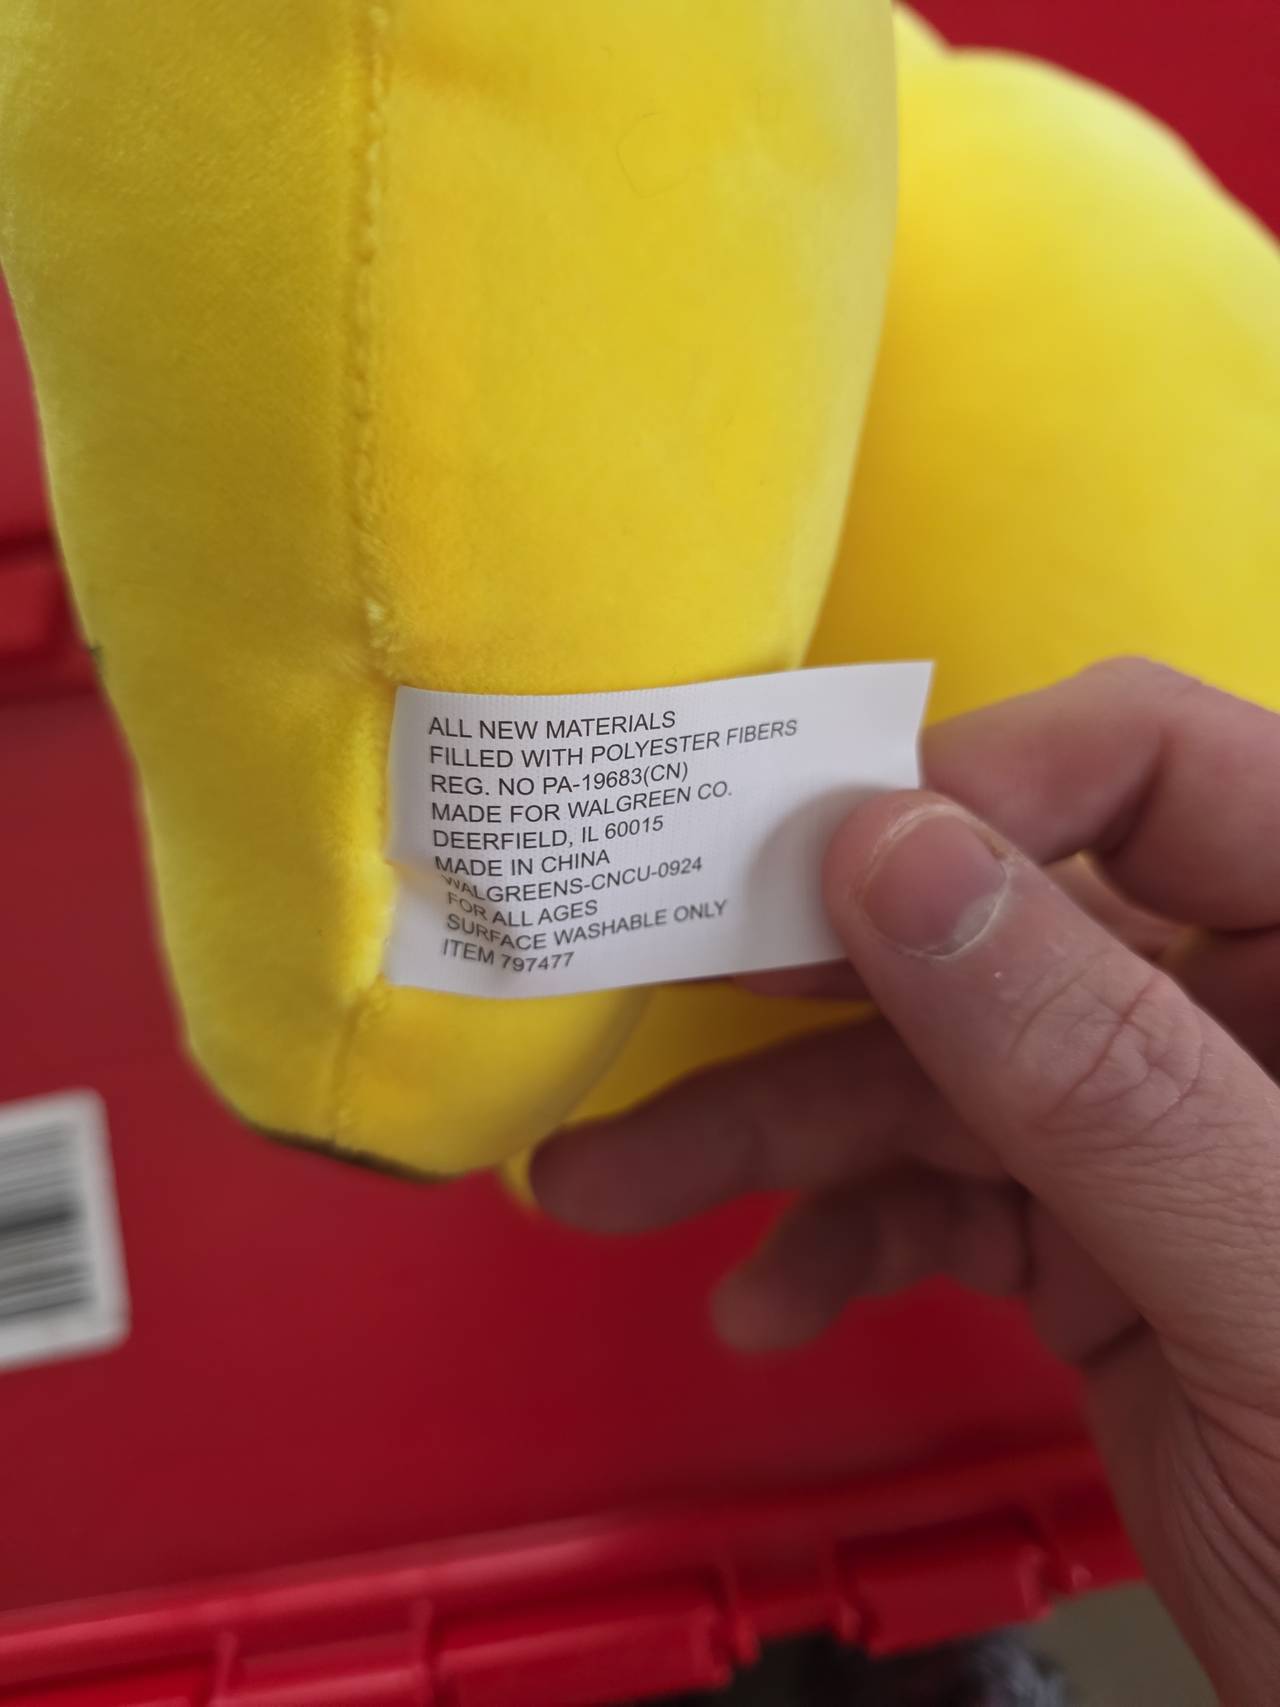 ALL NEW MATERIALS
FILLED WITH POLYESTER FIBERS
REG. NO PA-19683(CN)
MADE FOR WALGREEN CO.
DEERFIELD, IL 60015
MADE IN CHINA
WALGREENS-CNCU-0924
FOR ALL AGES
SURFACE WASHABLE ONLY
ITEM 797477